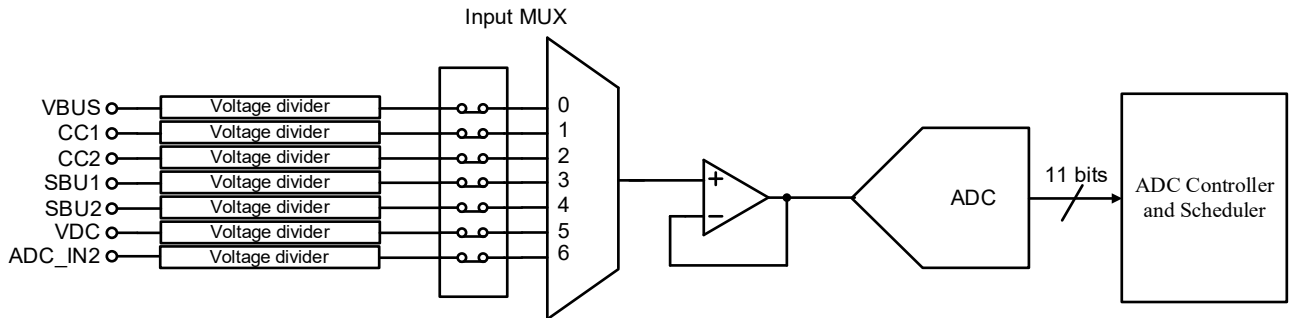 Input MUX
VBUS Voltage divider 0
CC1 Voltage divider 1
CC2 Voltage divider 2
SBU1 Voltage divider 3
SBU2 Voltage divider 4
VDC Voltage divider 5
ADC_IN2 Voltage divider 6
+
−
ADC
11 bits
ADC Controller
and Scheduler